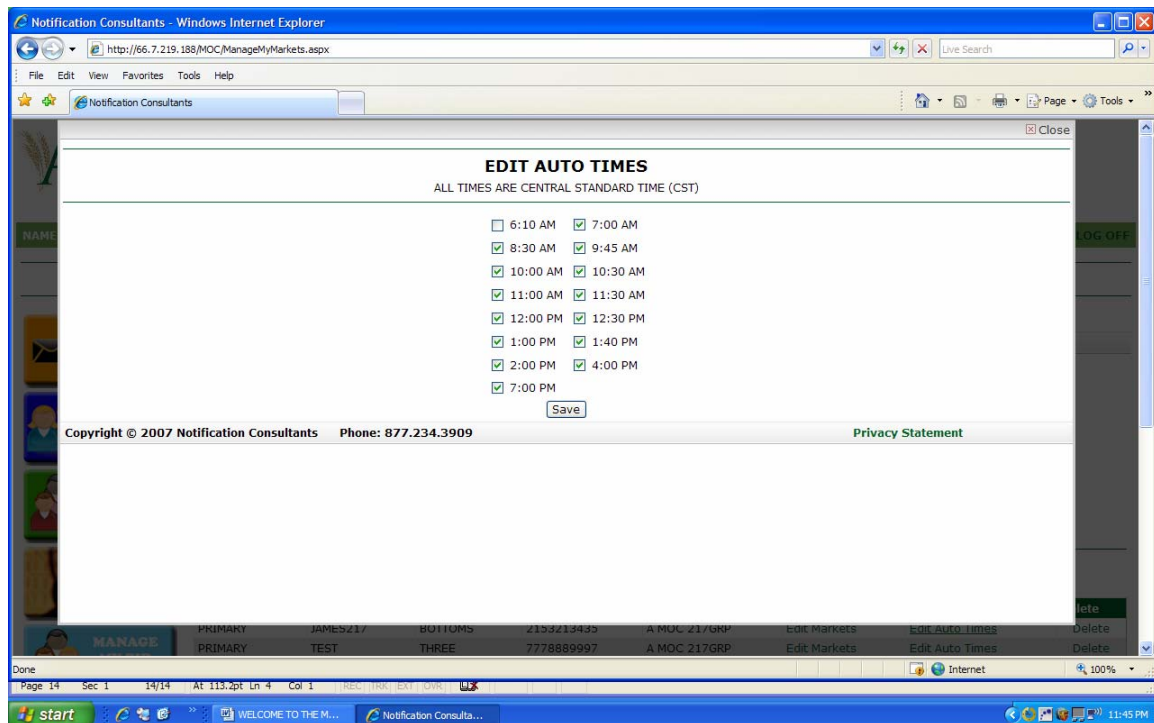 Notification Consultants - Windows Internet Explorer
http://66.7.219.188/MOC/ManageMyMarkets.aspx
Live Search
File Edit View Favorites Tools Help
Notification Consultants
Page Tools
Close
EDIT AUTO TIMES
ALL TIMES ARE CENTRAL STANDARD TIME (CST)
6:10 AM 7:00 AM
NAME LOG OFF
8:30 AM 9:45 AM
10:00 AM 10:30 AM
11:00 AM 11:30 AM
12:00 PM 12:30 PM
1:00 PM 1:40 PM
2:00 PM 4:00 PM
7:00 PM
Save
Copyright © 2007 Notification Consultants Phone: 877.234.3909 Privacy Statement
lete
PRIMARY JAMES217 BOTTOMS 2153213435 A MOC 217GRP Edit Markets Edit Auto Times Delete
MANAGE
PRIMARY TEST THREE 7778889997 A MOC 217GRP Edit Markets Edit Auto Times Delete
Done Internet 100%
Page 14 Sec 1 14/14 At 113.2pt Ln 4 Col 1 REC TRK EXT OVR
start WELCOME TO THE M... Notification Consulta... 11:45 PM